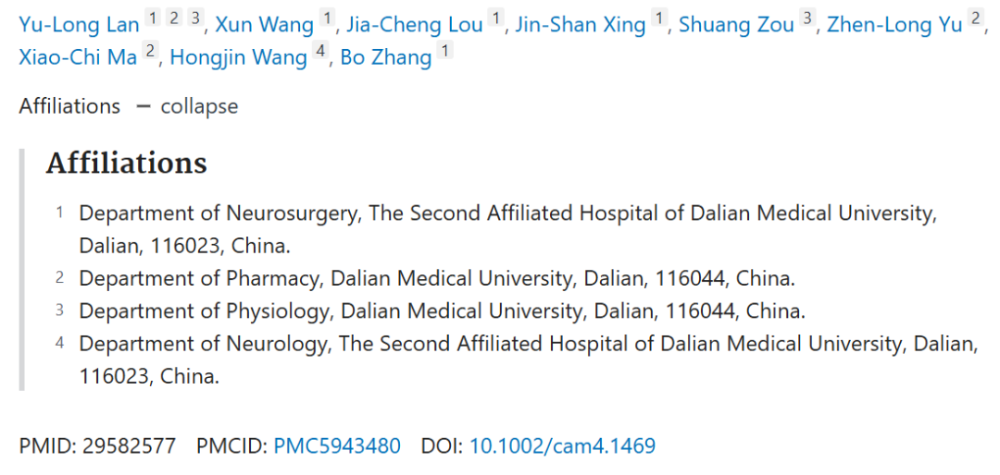 Yu-Long Lan 1 2 3, Xun Wang 1, Jia-Cheng Lou 1, Jin-Shan Xing 1, Shuang Zou 3, Zhen-Long Yu 2,
Xiao-Chi Ma 2, Hongjin Wang 4, Bo Zhang 1
Affiliations − collapse
Affiliations
1 Department of Neurosurgery, The Second Affiliated Hospital of Dalian Medical University,
Dalian, 116023, China.
2 Department of Pharmacy, Dalian Medical University, Dalian, 116044, China.
3 Department of Physiology, Dalian Medical University, Dalian, 116044, China.
4 Department of Neurology, The Second Affiliated Hospital of Dalian Medical University, Dalian,
116023, China.
PMID: 29582577 PMCID: PMC5943480 DOI: 10.1002/cam4.1469